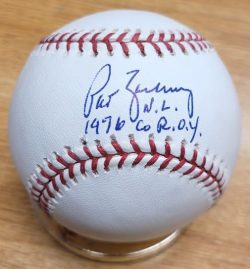 Pat Zachry
N.L.
1976 Co R.O.Y.